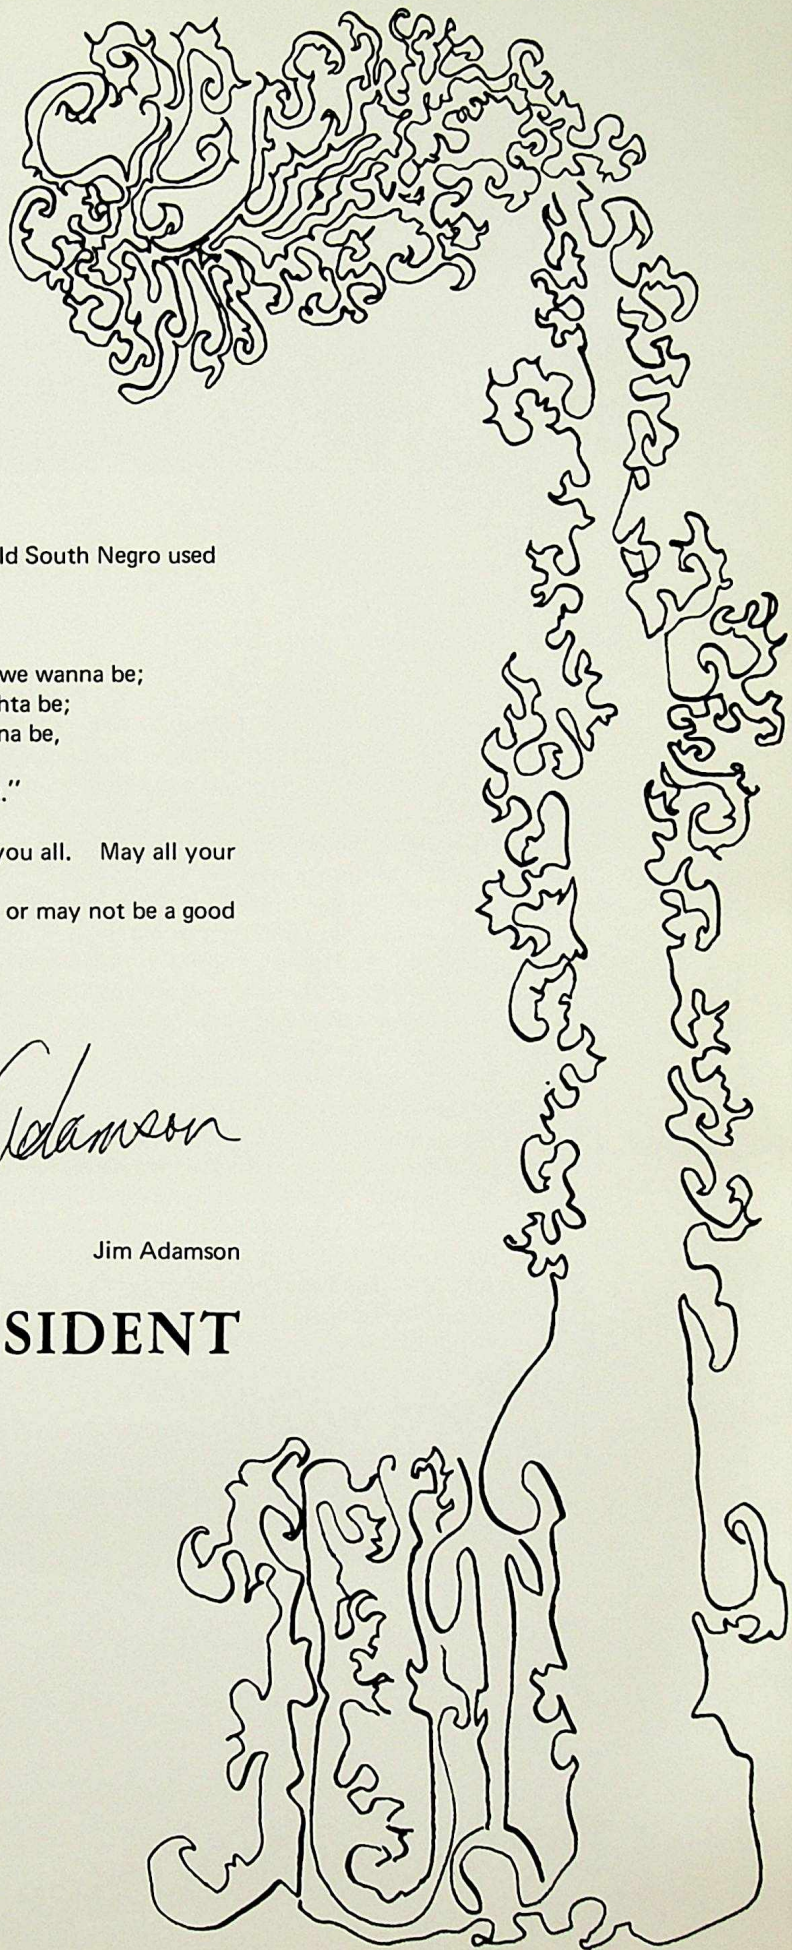 ld South Negro used
we wanna be;
hta be;
na be,
."
you all. May all your
or may not be a good
Adamson
Jim Adamson
SIDENT